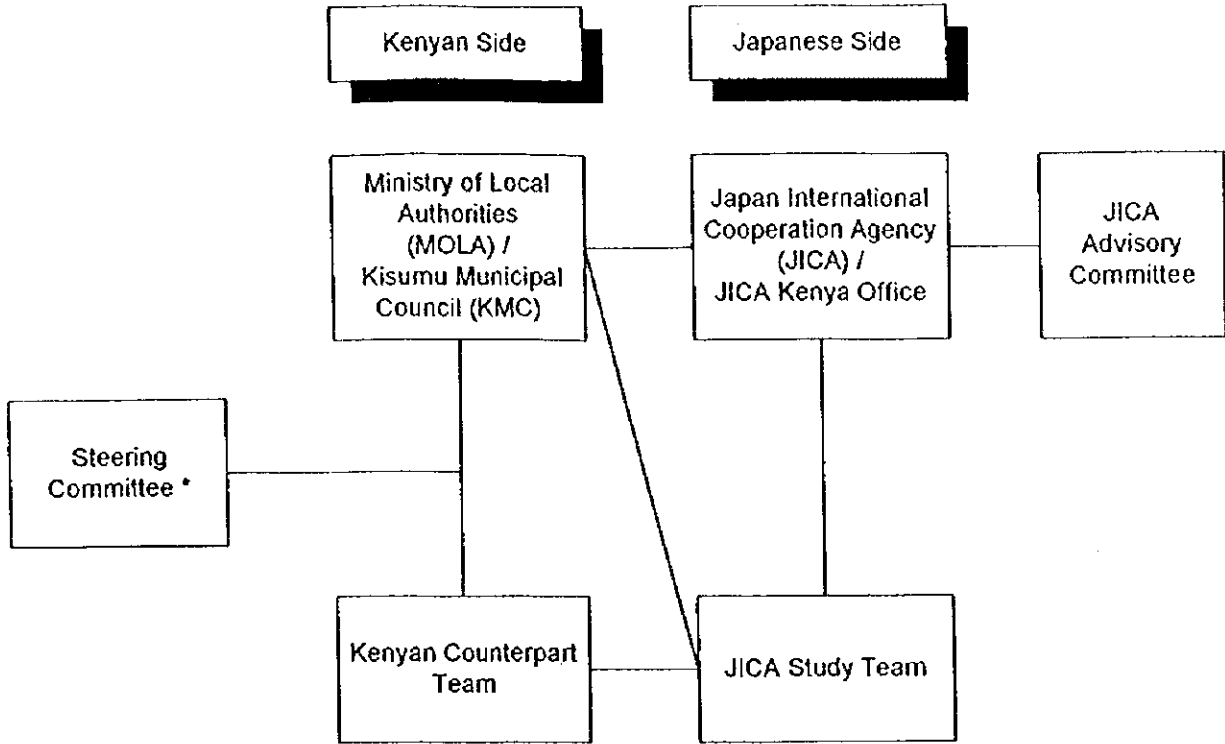 Kenyan Side
Japanese Side
Ministry of Local
Authorities
(MOLA) /
Kisumu Municipal
Council (KMC)
Japan International
Cooperation Agency
(JICA) /
JICA Kenya Office
JICA
Advisory
Committee
Steering
Committee *
Kenyan Counterpart
Team
JICA Study Team